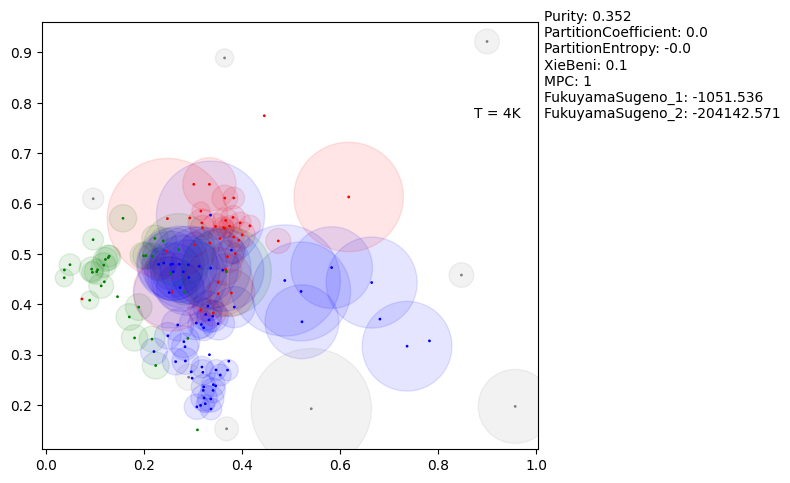 Purity: 0.352
PartitionCoefficient: 0.0
PartitionEntropy: -0.0
XieBeni: 0.1
MPC: 1
FukuyamaSugeno_1: -1051.536
FukuyamaSugeno_2: -204142.571
T = 4K
0.9
0.8
0.7
0.6
0.5
0.4
0.3
0.2
0.0 0.2 0.4 0.6 0.8 1.0